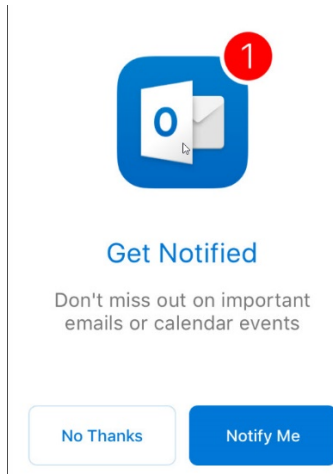 1
O
Get Notified
Don't miss out on important
emails or calendar events
No Thanks Notify Me